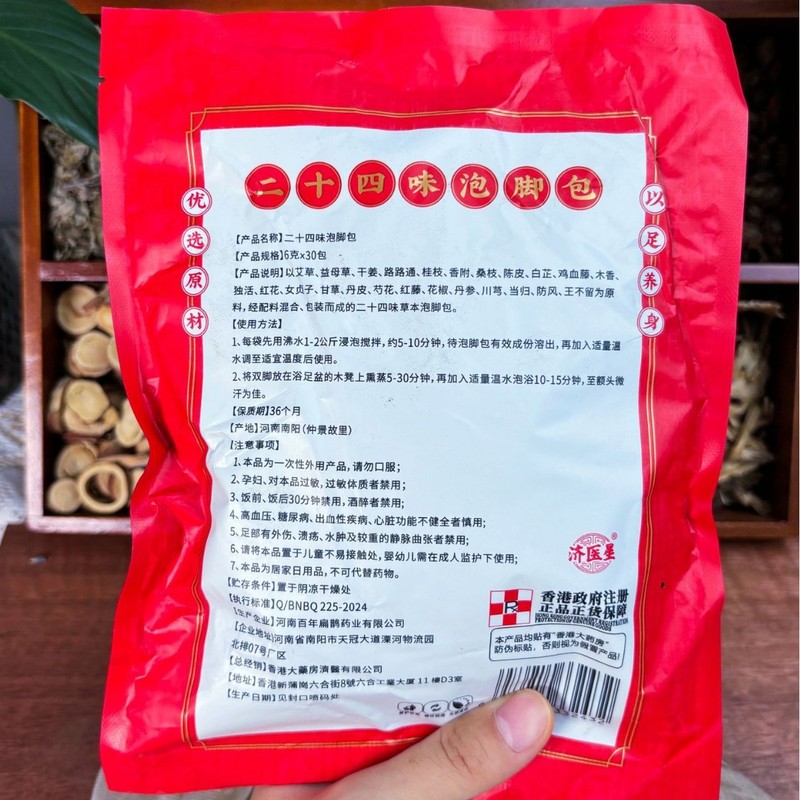 二十四味泡脚包
优选原材
以足养身
【产品名称】二十四味泡脚包
【产品规格】6克x30包
【产品说明】以艾草、益母草、干姜、路路通、桂枝、香附、桑枝、陈皮、白芷、鸡血藤、木香、
独活、红花、女贞子、甘草、丹皮、芍花、红藤、花椒、丹参、川芎、当归、防风、王不留为原
料，经配料混合、包装而成的二十四味草本泡脚包。
【使用方法】
1、每袋先用沸水1-2公斤浸泡搅拌，约5-10分钟，待泡脚包有效成份溶出，再加入适量温
水调至适宜温度后使用。
2、将双脚放在浴足盆的木凳上熏蒸5-30分钟，再加入适量温水泡浴10-15分钟，至额头微
汗为佳。
【保质期】36个月
【产地】河南南阳（仲景故里）
【注意事项】
1、本品为一次性外用产品，请勿口服；
2、孕妇、对本品过敏，过敏体质者禁用；
3、饭前、饭后30分钟禁用，酒醉者禁用；
4、高血压、糖尿病、出血性疾病、心脏功能不健全者慎用；
5、足部有外伤、溃疡、水肿及较重的静脉曲张者禁用；
6、请将本品置于儿童不易接触处，婴幼儿需在成人监护下使用；
7、本品为居家日用品，不可代替药物。
【贮存条件】置于阴凉干燥处
【执行标准】Q/BNBQ 225-2024
【生产企业】河南百年扁鹊药业有限公司
【企业地址】河南省南阳市天冠大道溧河物流园
北排07号厂区
【总经销】香港大藥房濟醫有限公司
【地址】香港新蒲崗六合街8號六合工業大厦 11 樓D3室
【生产日期】见封口喷码处
济医星
香港政府注册
正品正货保障
HONG KONG GOVERNMENT REGISTRATION
本产品均贴有"香港大药房"
防伪标贴，否则视为假冒产品！